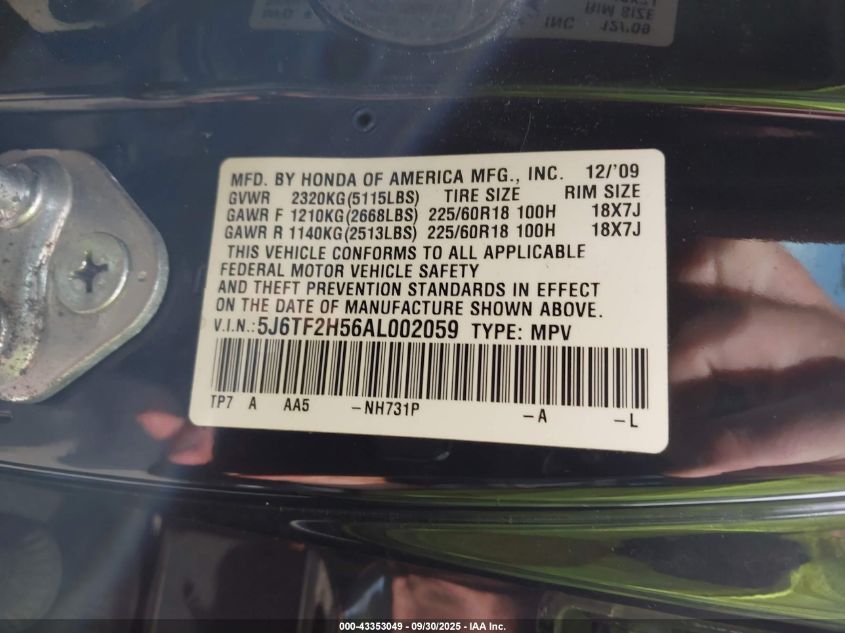 MFD. BY HONDA OF AMERICA MFG., INC. 12/'09
GVWR 2320KG(5115LBS) TIRE SIZE RIM SIZE
GAWR F 1210KG(2668LBS) 225/60R18 100H 18X7J
GAWR R 1140KG(2513LBS) 225/60R18 100H 18X7J
THIS VEHICLE CONFORMS TO ALL APPLICABLE
FEDERAL MOTOR VEHICLE SAFETY
AND THEFT PREVENTION STANDARDS IN EFFECT
ON THE DATE OF MANUFACTURE SHOWN ABOVE.
V.I.N.:5J6TF2H56AL002059 TYPE: MPV
TP7 A AA5 -NH731P -A -L
000-43353049 - 09/30/2025 - IAA Inc.